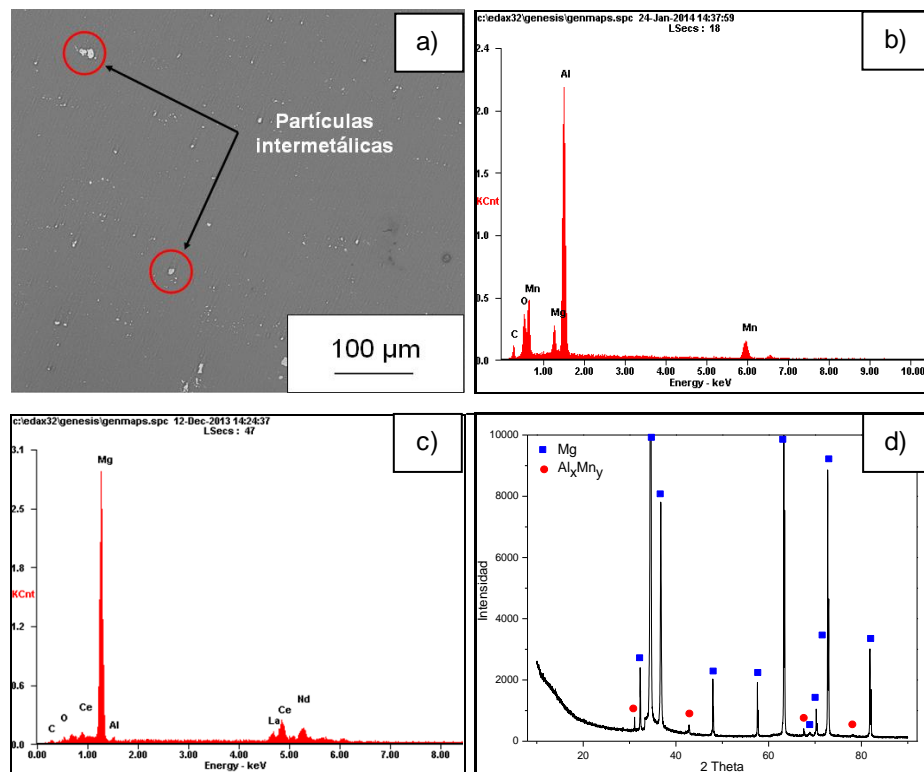 a)
Partículas
intermetálicas
100 µm
c:\edax32\genesis\genmaps.spc 24-Jan-2014 14:37:59
LSecs : 18
b)
2.4
2.0
1.5
KCnt
1.0
0.5
0.0
Al
Mn
O
Mg
C
Mn
1.00 2.00 3.00 4.00 5.00 6.00 7.00 8.00 9.00 10.00
Energy - keV
c:\edax32\genesis\genmaps.spc 12-Dec-2013 14:24:37
LSecs : 47
c)
3.1
2.5
1.8
KCnt
1.2
0.6
0.0
Mg
Ce
O
C
Al
La
Ce
Nd
0.00 1.00 2.00 3.00 4.00 5.00 6.00 7.00 8.00
Energy - keV
d)
Mg
AlxMny
10000
8000
6000
4000
2000
0
Intensidad
20 40 60 80
2 Theta